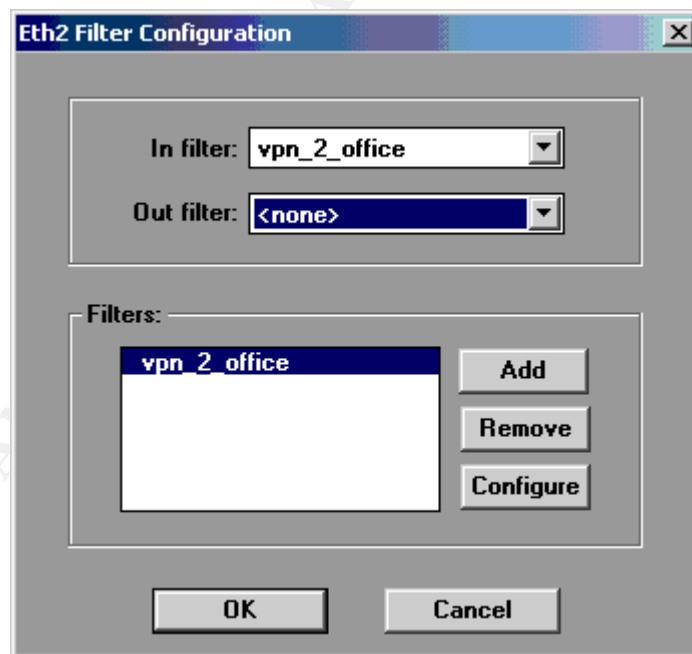 Eth2 Filter Configuration
In filter: vpn_2_office
Out filter: <none>
Filters:
vpn_2_office
Add
Remove
Configure
OK
Cancel